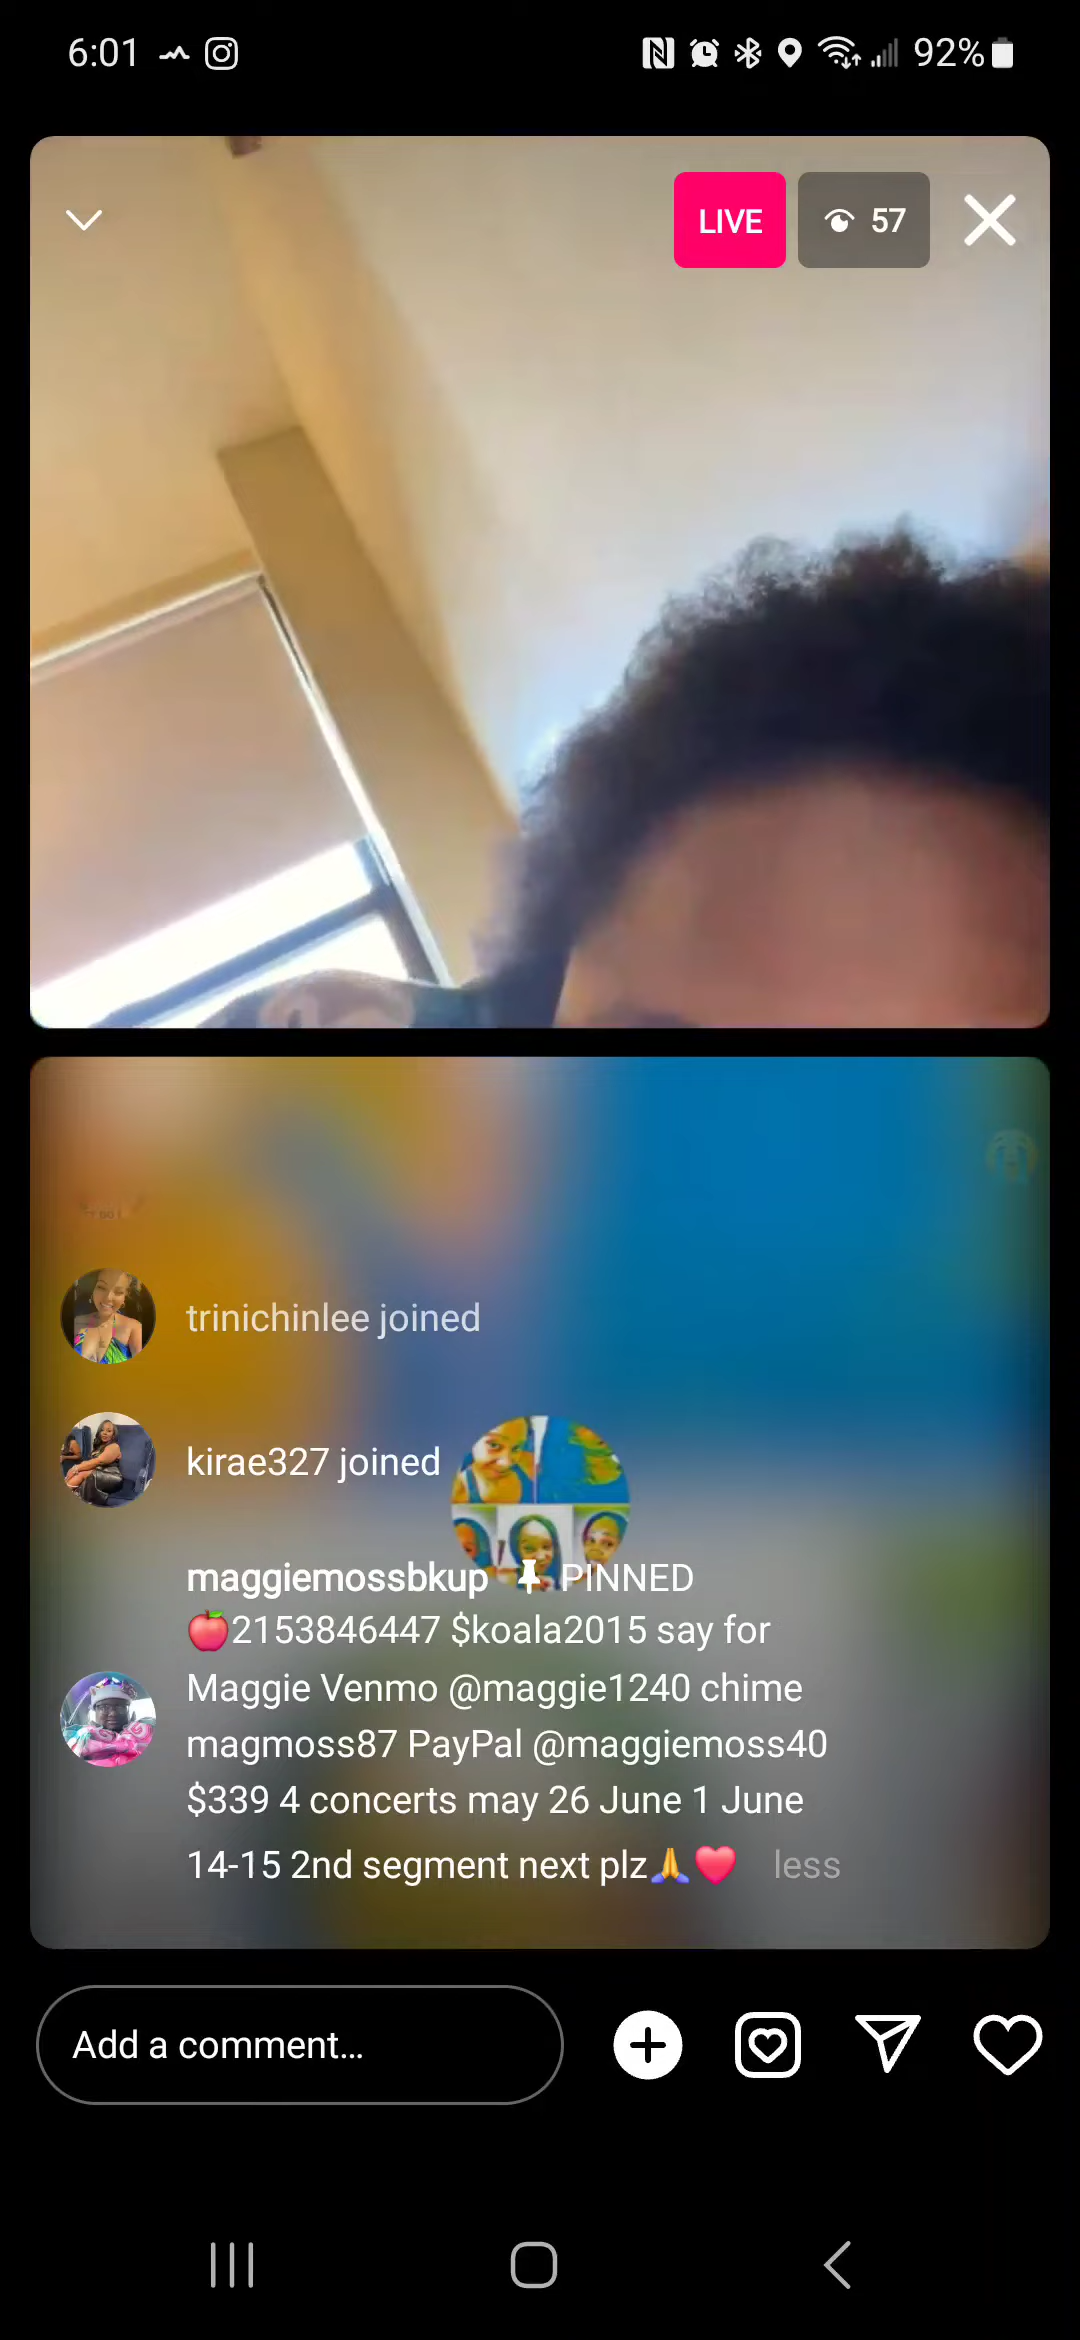 6:01
92%
LIVE
57
trinichinlee joined
kirae327 joined
maggiemossbkup 📌 PINNED
🍎2153846447 $koala2015 say for
Maggie Venmo @maggie1240 chime
magmoss87 PayPal @maggiemoss40
$339 4 concerts may 26 June 1 June
14-15 2nd segment next plz🙏❤️ less
Add a comment...